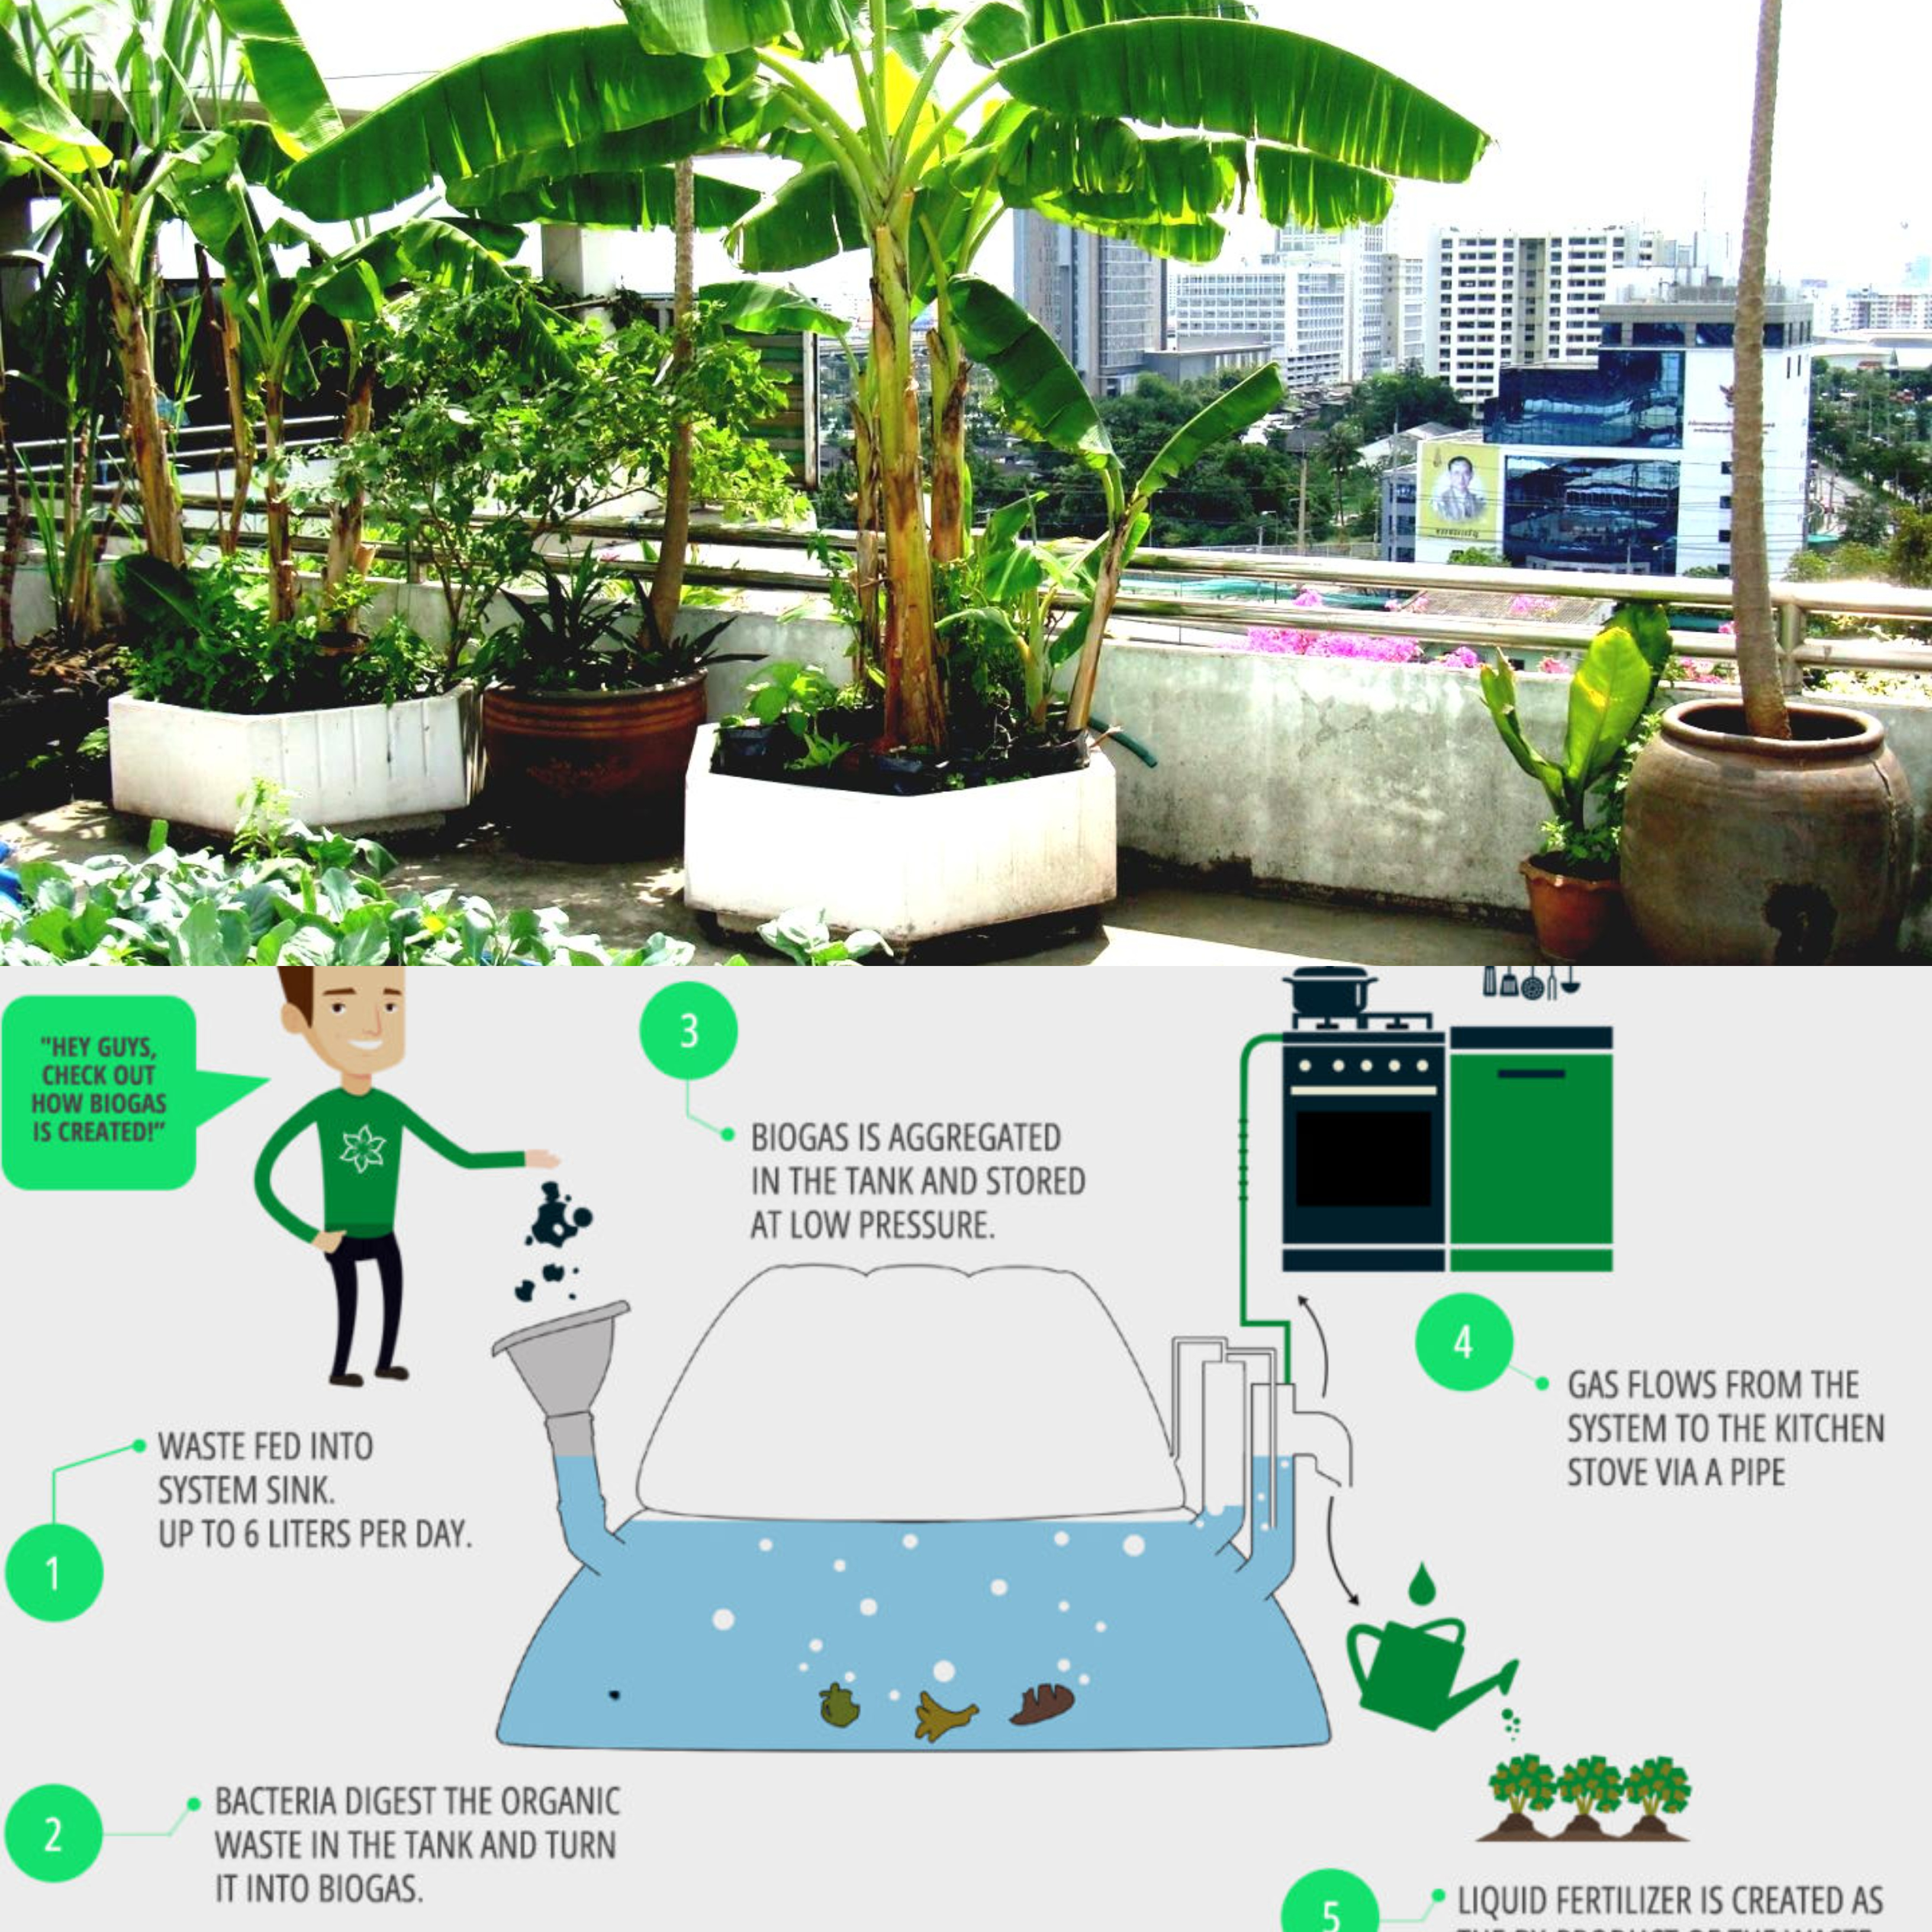 "HEY GUYS,
CHECK OUT
HOW BIOGAS
IS CREATED!"
1
WASTE FED INTO
SYSTEM SINK.
UP TO 6 LITERS PER DAY.
2
BACTERIA DIGEST THE ORGANIC
WASTE IN THE TANK AND TURN
IT INTO BIOGAS.
3
BIOGAS IS AGGREGATED
IN THE TANK AND STORED
AT LOW PRESSURE.
4
GAS FLOWS FROM THE
SYSTEM TO THE KITCHEN
STOVE VIA A PIPE
5
LIQUID FERTILIZER IS CREATED AS